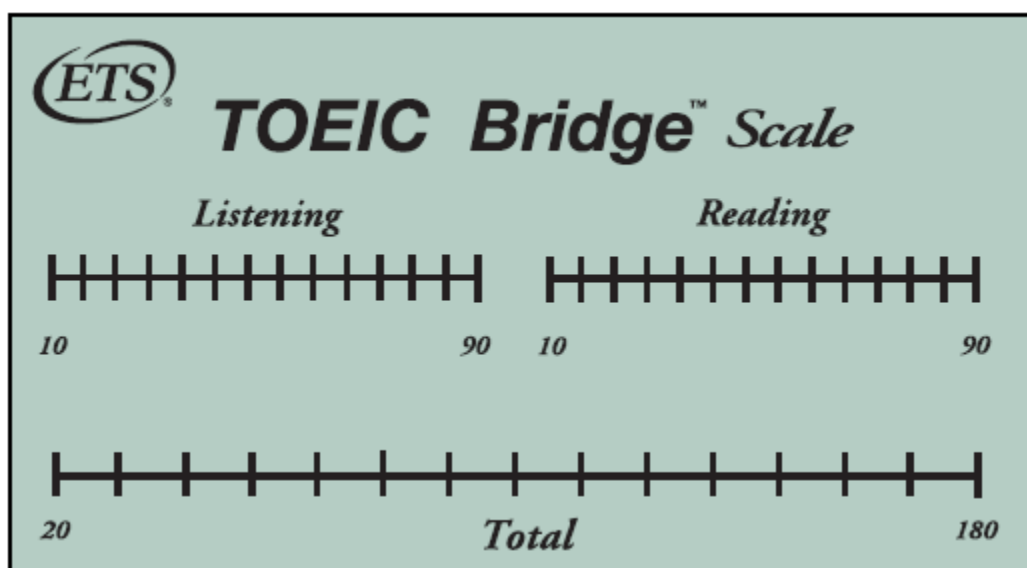 ETS®
TOEIC Bridge™ Scale
Listening Reading
10 90 10 90
20 180
Total